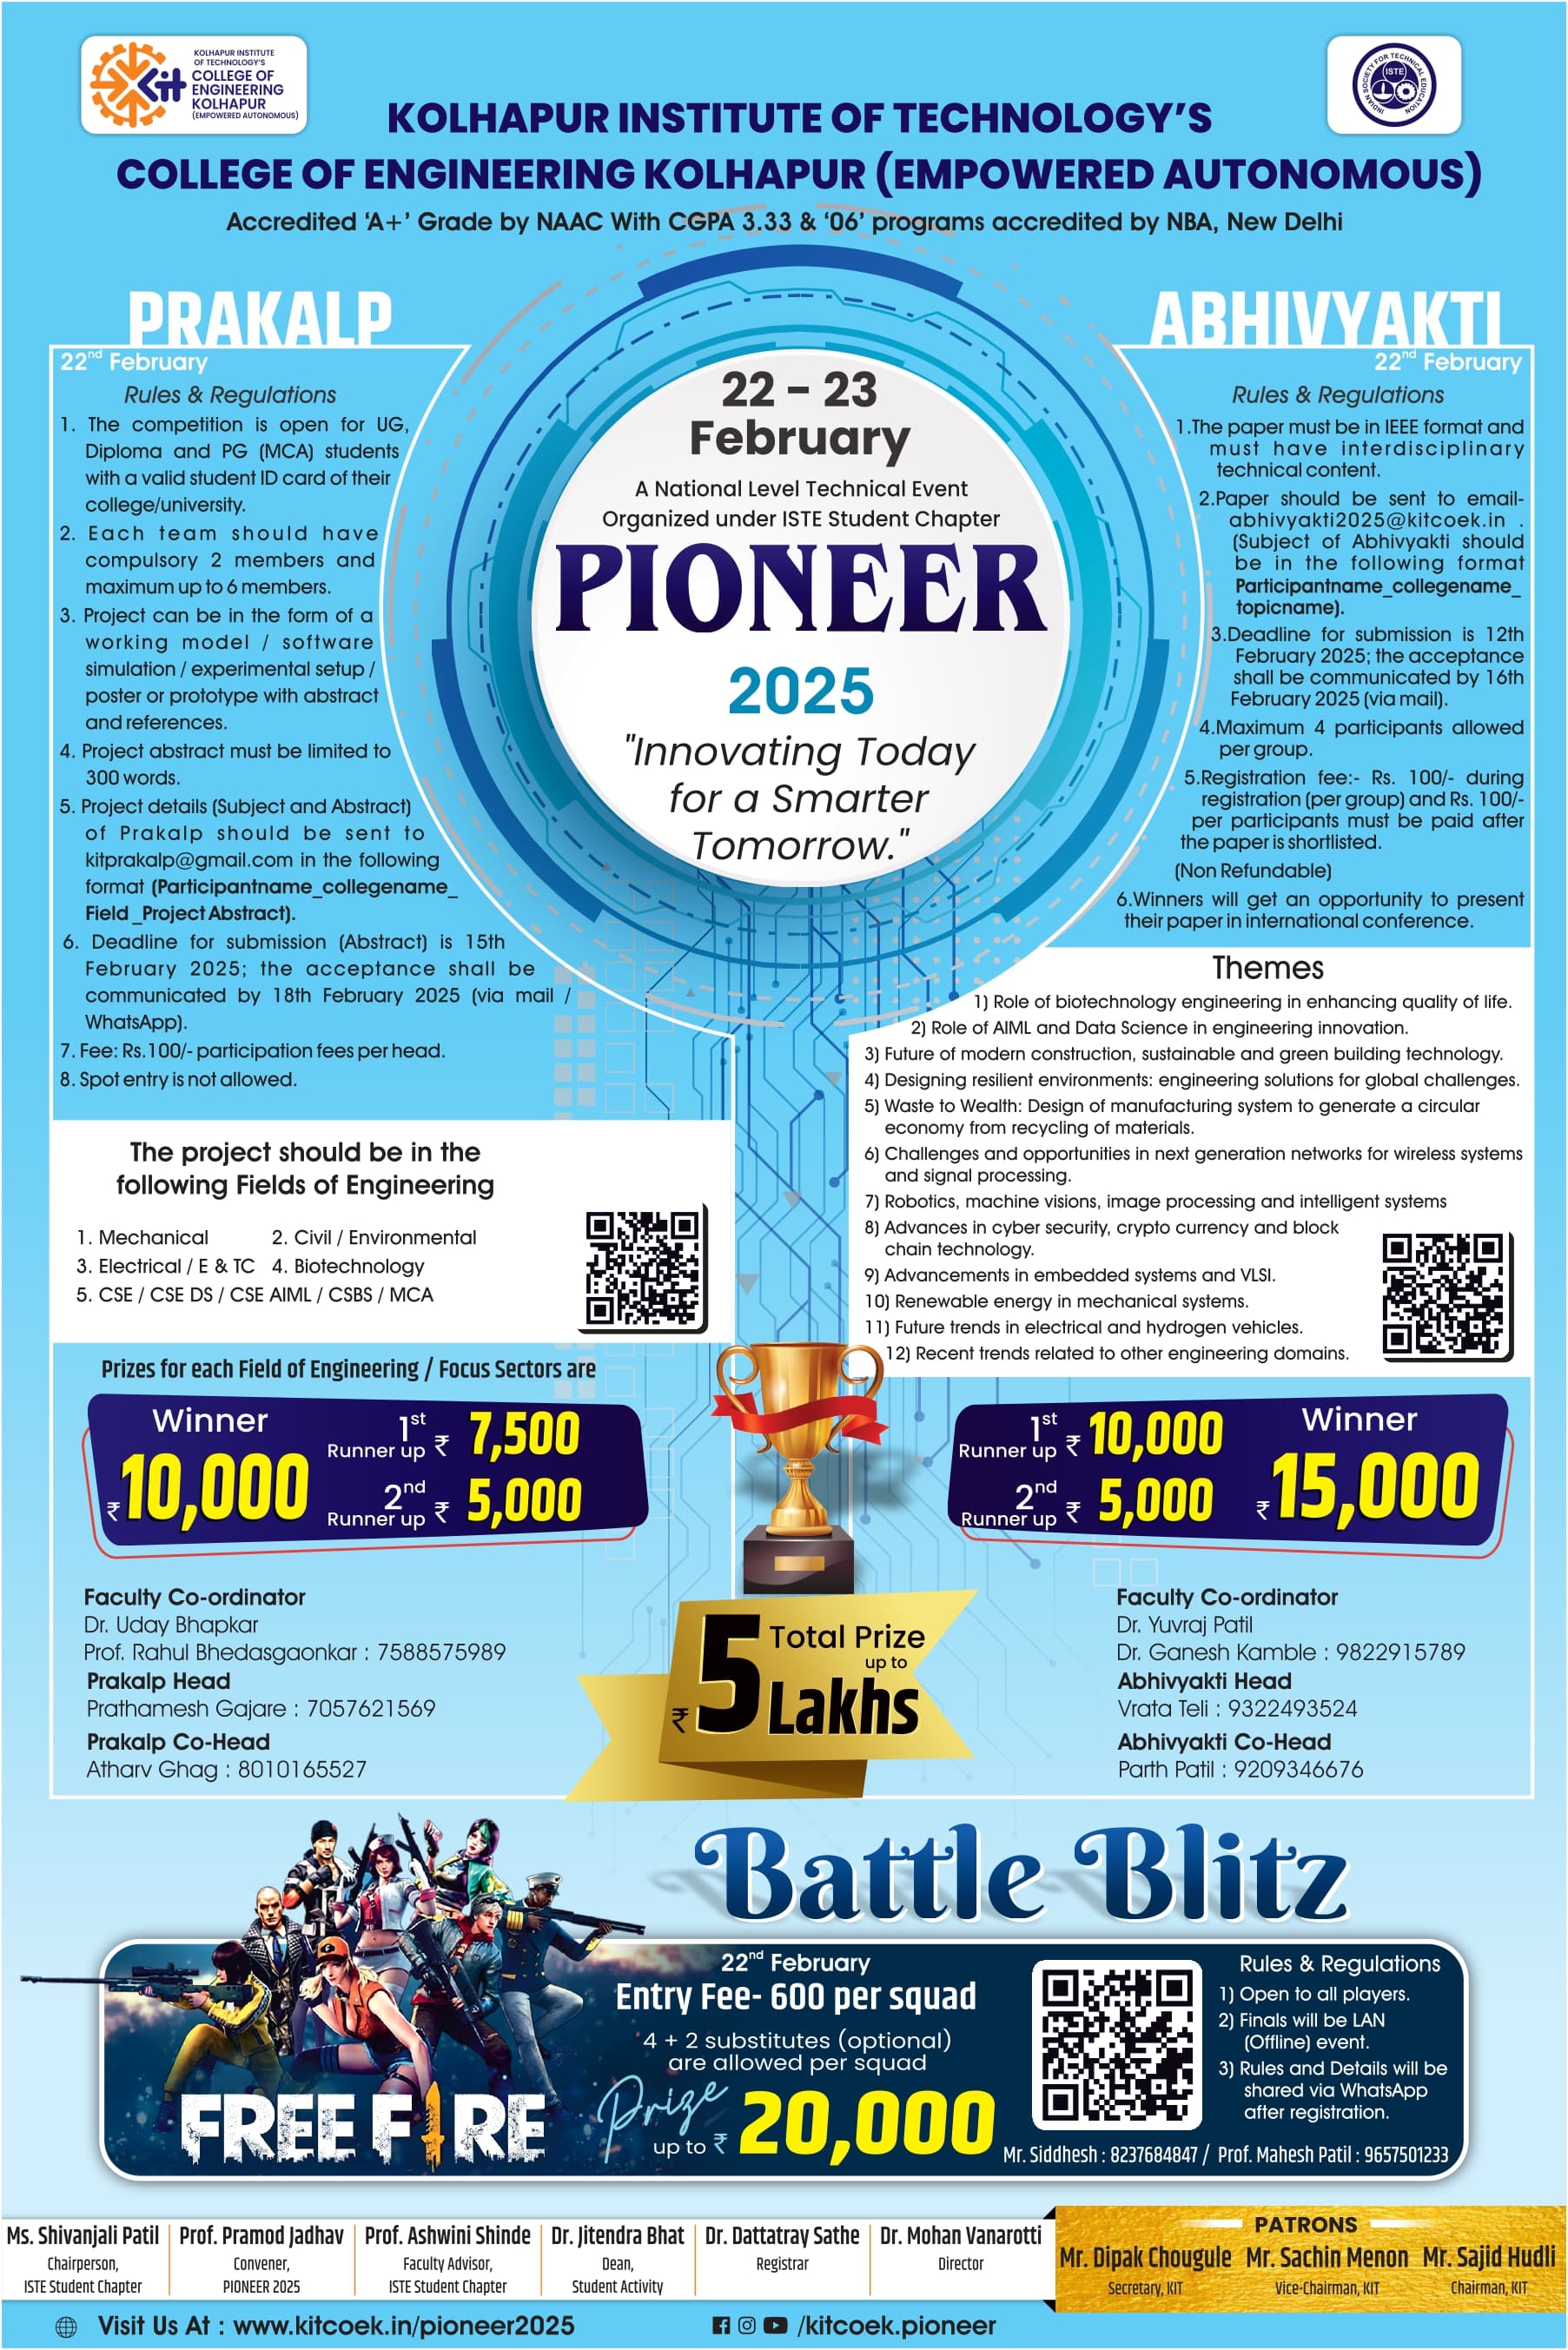 KOLHAPUR INSTITUTE
OF TECHNOLOGY'S
COLLEGE OF
ENGINEERING
KOLHAPUR
(EMPOWERED AUTONOMOUS)
Kit
INDIAN SOCIETY FOR TECHNICAL EDUCATION
ISTE
KOLHAPUR INSTITUTE OF TECHNOLOGY'S
COLLEGE OF ENGINEERING KOLHAPUR (EMPOWERED AUTONOMOUS)
Accredited 'A+' Grade by NAAC With CGPA 3.33 & '06' programs accredited by NBA, New Delhi
PRAKALP
22nd February
Rules & Regulations
1. The competition is open for UG,
Diploma and PG (MCA) students
with a valid student ID card of their
college/university.
2. Each team should have
compulsory 2 members and
maximum up to 6 members.
3. Project can be in the form of a
working model / software
simulation / experimental setup /
poster or prototype with abstract
and references.
4. Project abstract must be limited to
300 words.
5. Project details (Subject and Abstract)
of Prakalp should be sent to
kitprakalp@gmail.com in the following
format (Participantname_collegename_
Field _Project Abstract).
6. Deadline for submission (Abstract) is 15th
February 2025; the acceptance shall be
communicated by 18th February 2025 (via mail /
WhatsApp).
7. Fee: Rs.100/- participation fees per head.
8. Spot entry is not allowed.
The project should be in the
following Fields of Engineering
1. Mechanical 2. Civil / Environmental
3. Electrical / E & TC 4. Biotechnology
5. CSE / CSE DS / CSE AIML / CSBS / MCA
Prizes for each Field of Engineering / Focus Sectors are
Winner
₹10,000
1st
Runner up ₹ 7,500
2nd
Runner up ₹ 5,000
Faculty Co-ordinator
Dr. Uday Bhapkar
Prof. Rahul Bhedasgaonkar : 7588575989
Prakalp Head
Prathamesh Gajare : 7057621569
Prakalp Co-Head
Atharv Ghag : 8010165527
22 - 23
February
A National Level Technical Event
Organized under ISTE Student Chapter
PIONEER
2025
"Innovating Today
for a Smarter
Tomorrow."
ABHIVYAKTI
22nd February
Rules & Regulations
1.The paper must be in IEEE format and
must have interdisciplinary
technical content.
2.Paper should be sent to email-
abhivyakti2025@kitcoek.in .
(Subject of Abhivyakti should
be in the following format
Participantname_collegename_
topicname).
3.Deadline for submission is 12th
February 2025; the acceptance
shall be communicated by 16th
February 2025 (via mail).
4.Maximum 4 participants allowed
per group.
5.Registration fee:- Rs. 100/- during
registration (per group) and Rs. 100/-
per participants must be paid after
the paper is shortlisted.
(Non Refundable)
6.Winners will get an opportunity to present
their paper in international conference.
Themes
1) Role of biotechnology engineering in enhancing quality of life.
2) Role of AIML and Data Science in engineering innovation.
3) Future of modern construction, sustainable and green building technology.
4) Designing resilient environments: engineering solutions for global challenges.
5) Waste to Wealth: Design of manufacturing system to generate a circular
economy from recycling of materials.
6) Challenges and opportunities in next generation networks for wireless systems
and signal processing.
7) Robotics, machine visions, image processing and intelligent systems
8) Advances in cyber security, crypto currency and block
chain technology.
9) Advancements in embedded systems and VLSI.
10) Renewable energy in mechanical systems.
11) Future trends in electrical and hydrogen vehicles.
12) Recent trends related to other engineering domains.
1st
Runner up ₹ 10,000
2nd
Runner up ₹ 5,000
Winner
₹15,000
Faculty Co-ordinator
Dr. Yuvraj Patil
Dr. Ganesh Kamble : 9822915789
Abhivyakti Head
Vrata Teli : 9322493524
Abhivyakti Co-Head
Parth Patil : 9209346676
Total Prize
up to
₹ 5 Lakhs
Battle Blitz
FREE FIRE
22nd February
Entry Fee- 600 per squad
4 + 2 substitutes (optional)
are allowed per squad
Prize
up to ₹ 20,000
Rules & Regulations
1) Open to all players.
2) Finals will be LAN
(Offline) event.
3) Rules and Details will be
shared via WhatsApp
after registration.
Mr. Siddhesh : 8237684847 / Prof. Mahesh Patil : 9657501233
Ms. Shivanjali Patil
Chairperson,
ISTE Student Chapter
Prof. Pramod Jadhav
Convener,
PIONEER 2025
Prof. Ashwini Shinde
Faculty Advisor,
ISTE Student Chapter
Dr. Jitendra Bhat
Dean,
Student Activity
Dr. Dattatray Sathe
Registrar
Dr. Mohan Vanarotti
Director
PATRONS
Mr. Dipak Chougule
Secretary, KIT
Mr. Sachin Menon
Vice-Chairman, KIT
Mr. Sajid Hudli
Chairman, KIT
Visit Us At : www.kitcoek.in/pioneer2025
/kitcoek.pioneer